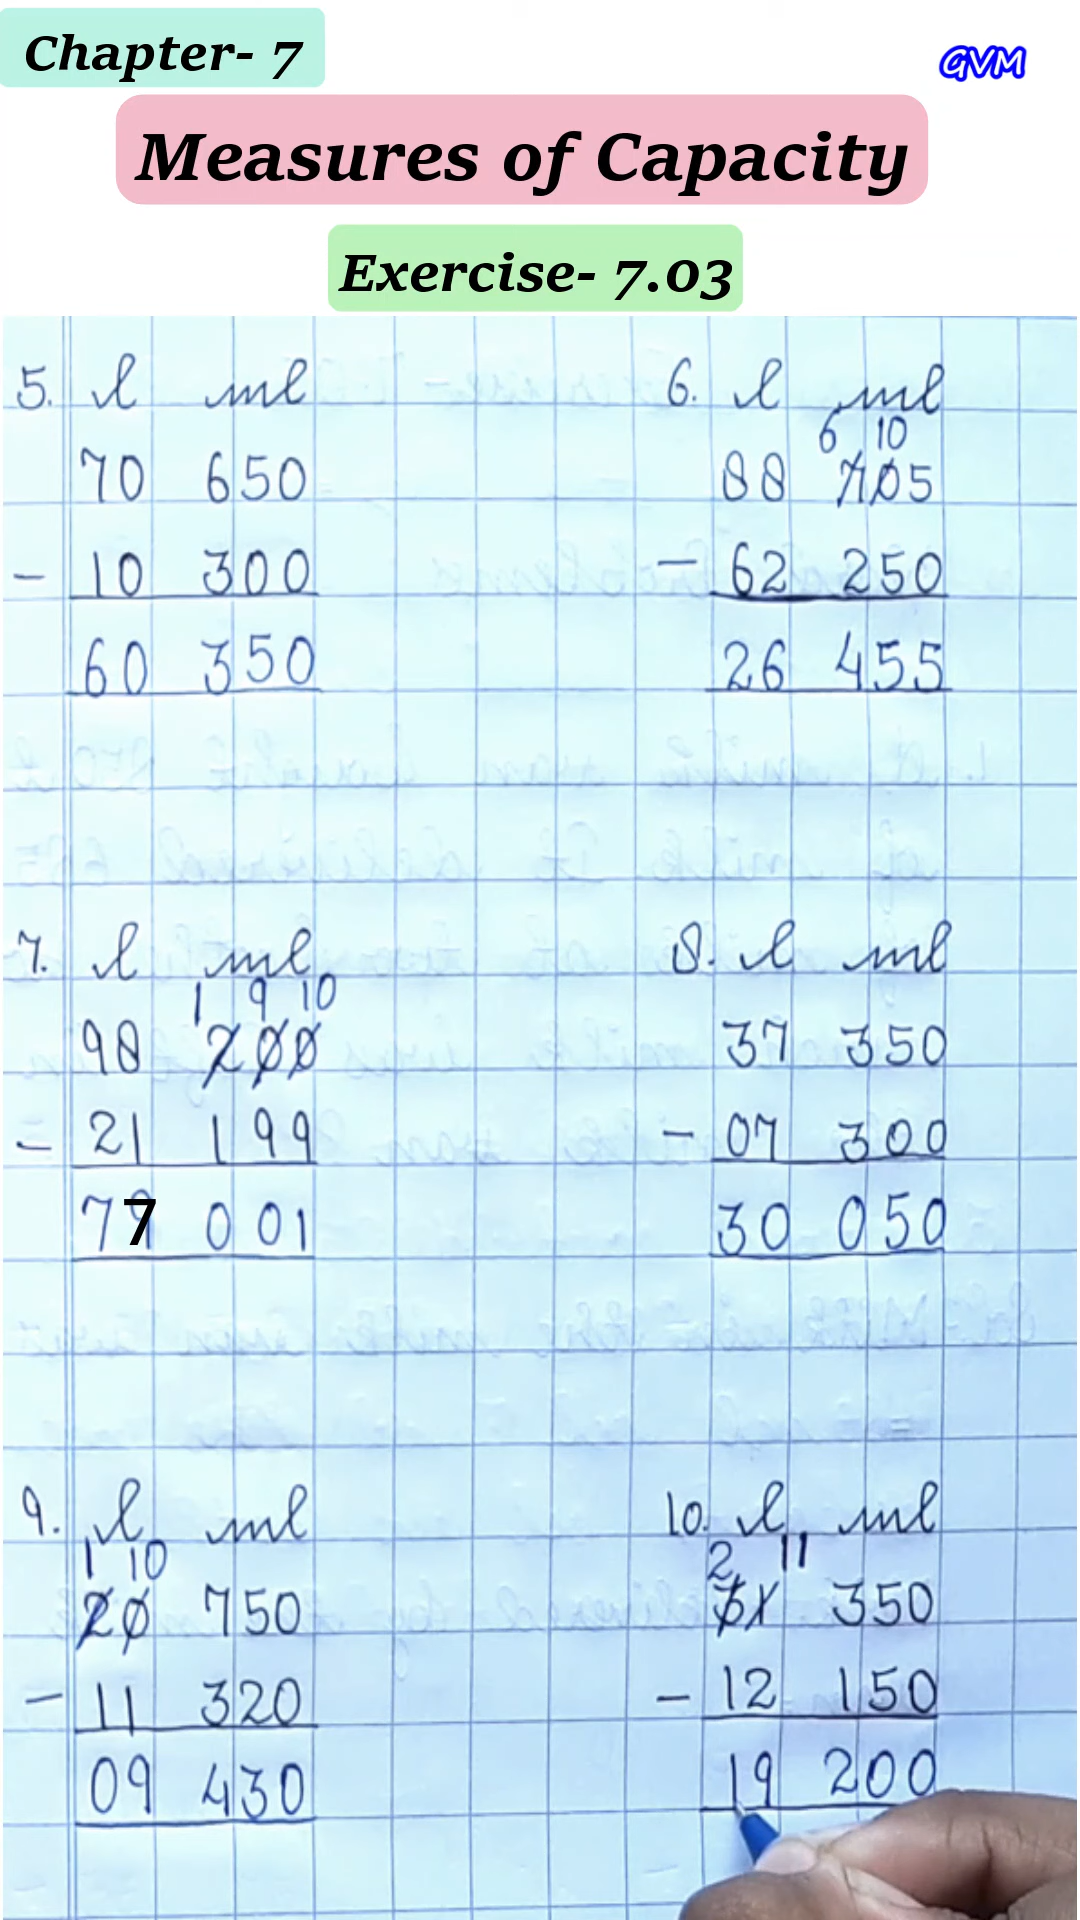 Chapter- 7
GVM
Measures of Capacity
Exercise- 7.03
5. l ml
70 650
- 10 300
60 350
6. l ml
6 10
88 705
- 62 250
26 455
7. l ml
1 9 10
98 200
- 21 199
77 001
8. l ml
37 350
- 07 300
30 050
9. l ml
1 10
20 750
- 11 320
09 430
10. l ml
2 11
31 350
- 12 150
19 200